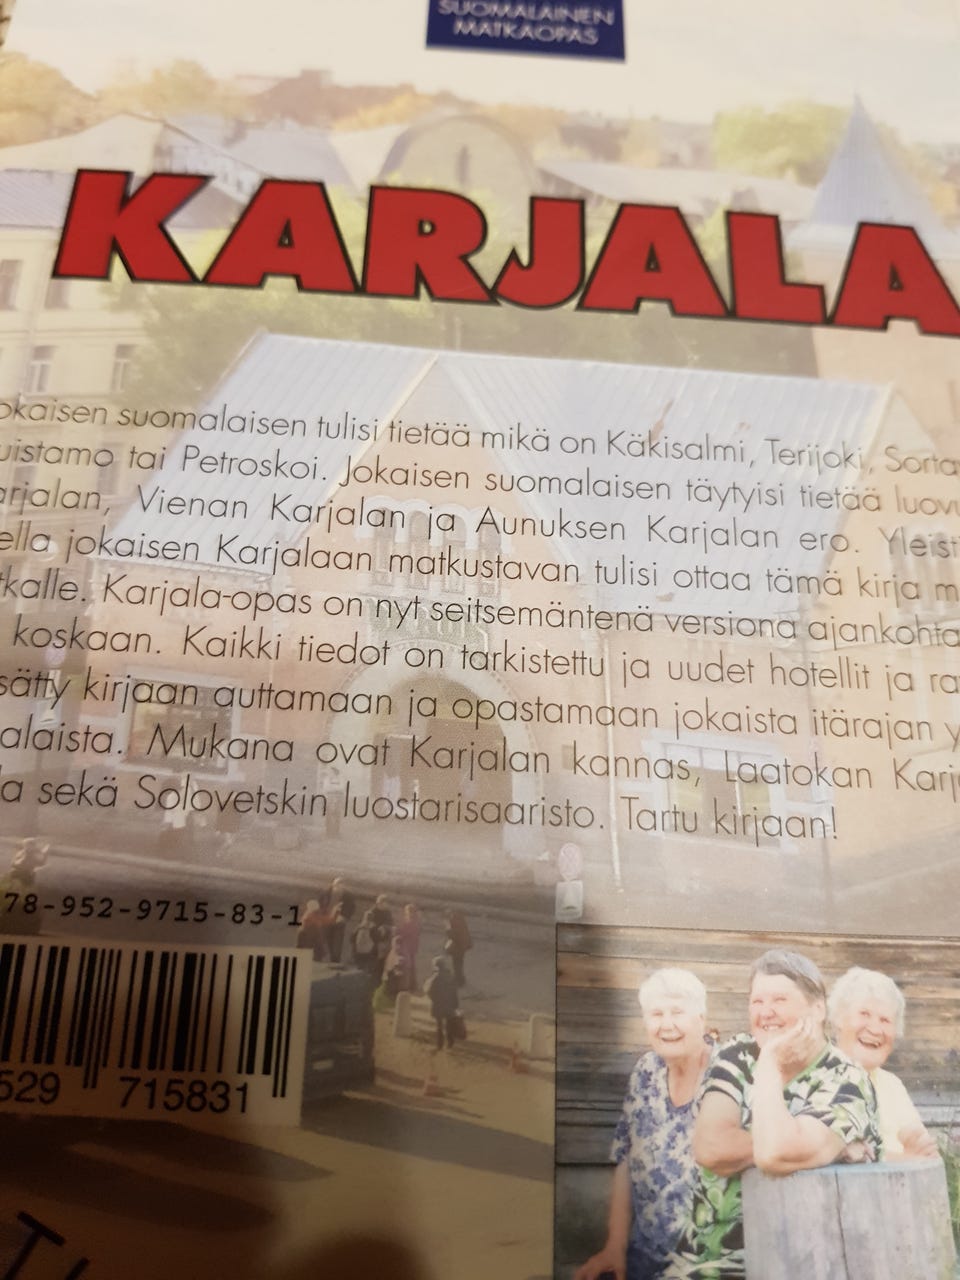 SUOMALAINEN
MATKAOPAS
KARJALA
okaisen suomalaisen tulisi tietää mikä on Käkisalmi, Terijoki, Sorta
uistamo tai Petroskoi. Jokaisen suomalaisen täytyisi tietää luovu
arjalan, Vienan Karjalan ja Aunuksen Karjalan ero. Yleist
ella jokaisen Karjalaan matkustavan tulisi ottaa tämä kirja m
kalle. Karjala-opas on nyt seitsemäntenä versiona ajankohta
koskaan. Kaikki tiedot on tarkistettu ja uudet hotellit ja ra
sätty kirjaan auttamaan ja opastamaan jokaista itärajan y
alaista. Mukana ovat Karjalan kannas, Laatokan Karj
la sekä Solovetskin luostarisaaristo. Tartu kirjaan!
78-952-9715-83-1
529 715831